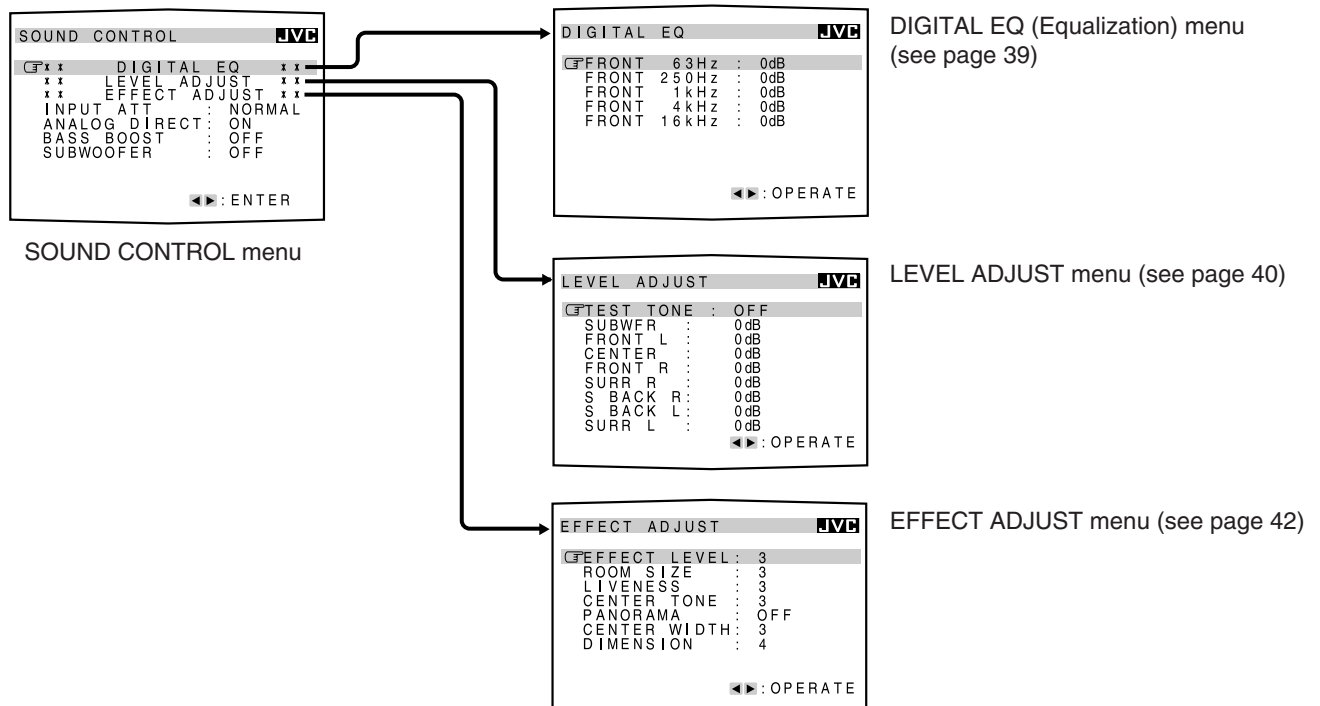 SOUND CONTROL JVC
** DIGITAL EQ **
** LEVEL ADJUST **
** EFFECT ADJUST **
INPUT ATT : NORMAL
ANALOG DIRECT: ON
BASS BOOST : OFF
SUBWOOFER : OFF
◄►:ENTER
SOUND CONTROL menu
DIGITAL EQ JVC
FRONT 63Hz : 0dB
FRONT 250Hz : 0dB
FRONT 1kHz : 0dB
FRONT 4kHz : 0dB
FRONT 16kHz : 0dB
◄►:OPERATE
DIGITAL EQ (Equalization) menu
(see page 39)
LEVEL ADJUST JVC
TEST TONE : OFF
SUBWFR : 0dB
FRONT L : 0dB
CENTER : 0dB
FRONT R : 0dB
SURR R : 0dB
S BACK R: 0dB
S BACK L: 0dB
SURR L : 0dB
◄►:OPERATE
LEVEL ADJUST menu (see page 40)
EFFECT ADJUST JVC
EFFECT LEVEL: 3
ROOM SIZE : 3
LIVENESS : 3
CENTER TONE : 3
PANORAMA : OFF
CENTER WIDTH: 3
DIMENSION : 4
◄►:OPERATE
EFFECT ADJUST menu (see page 42)